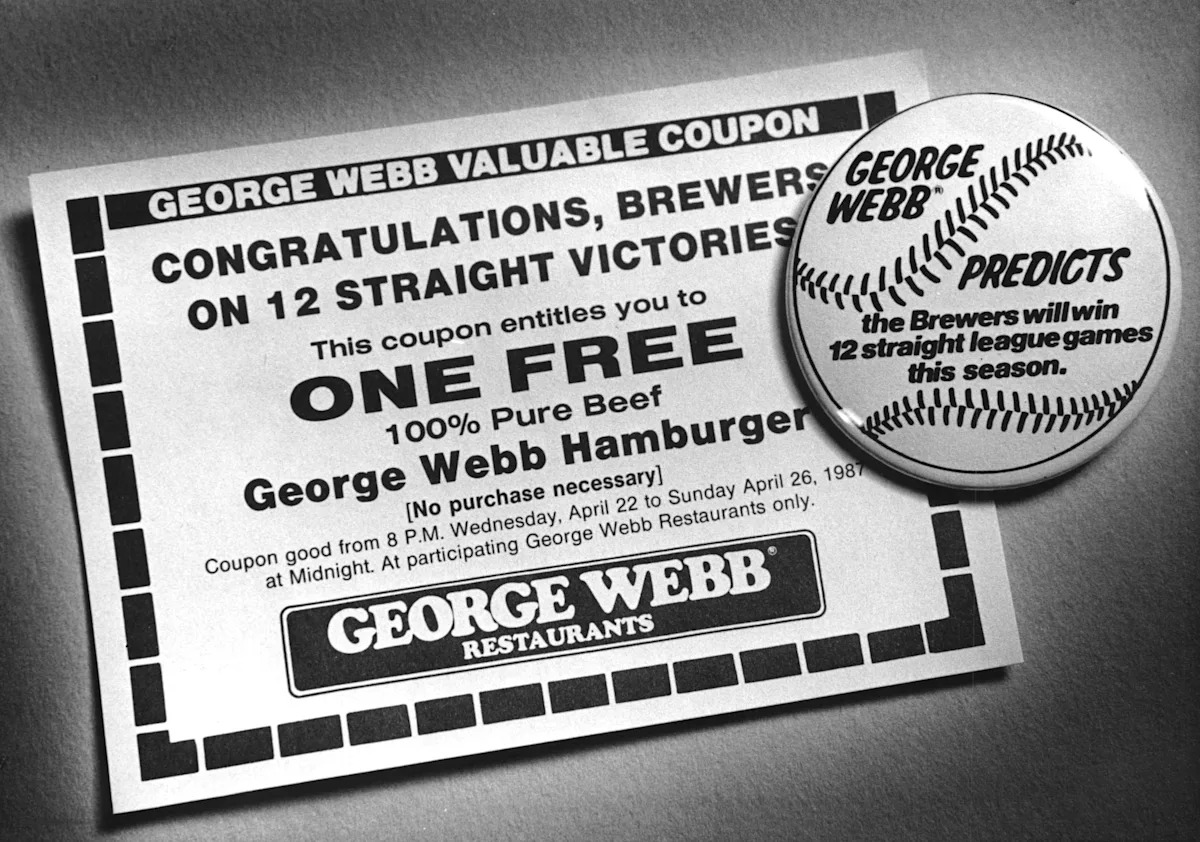 GEORGE WEBB VALUABLE COUPON
CONGRATULATIONS, BREWERS
ON 12 STRAIGHT VICTORIES
This coupon entitles you to
ONE FREE
100% Pure Beef
George Webb Hamburger
[No purchase necessary]
Coupon good from 8 P.M. Wednesday, April 22 to Sunday April 26, 1987
at Midnight. At participating George Webb Restaurants only.
GEORGE WEBB®
RESTAURANTS
GEORGE
WEBB®
PREDICTS
the Brewers will win
12 straight league games
this season.